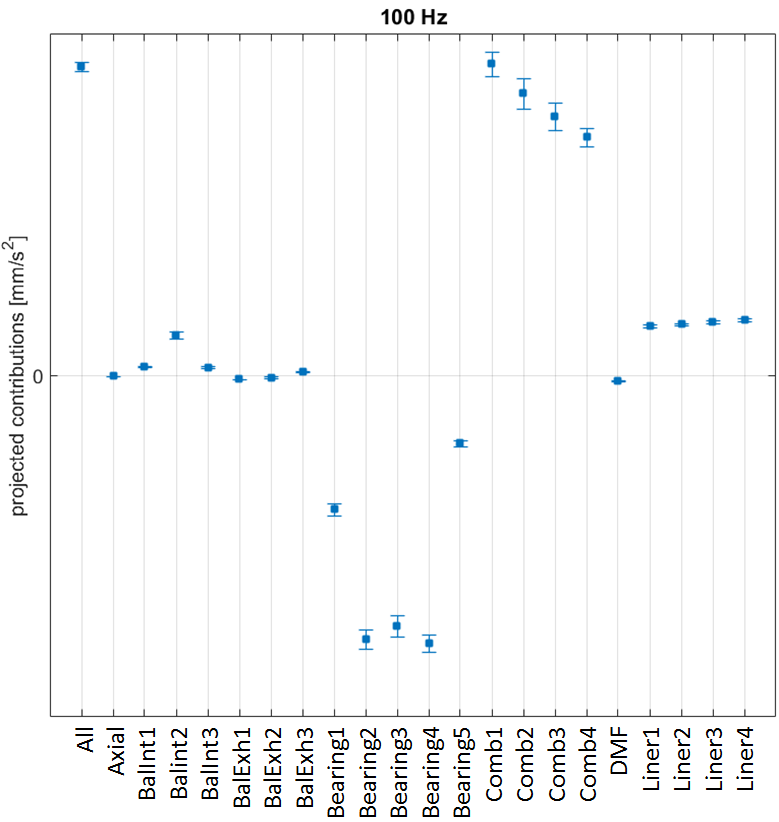 100 Hz
projected contributions [mm/s²]
0
All
Axial
BalInt1
Balint2
BalInt3
BalExh1
BalExh2
BalExh3
Bearing1
Bearing2
Bearing3
Bearing4
Bearing5
Comb1
Comb2
Comb3
Comb4
DMF
Liner1
Liner2
Liner3
Liner4